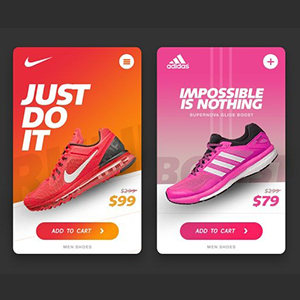 JUST
DO
IT
$299
$99
ADD TO CART
MEN SHOES
adidas
IMPOSSIBLE
IS NOTHING
SUPERNOVA GLIDE BOOST
BOOST
$299
$79
ADD TO CART
MEN SHOES